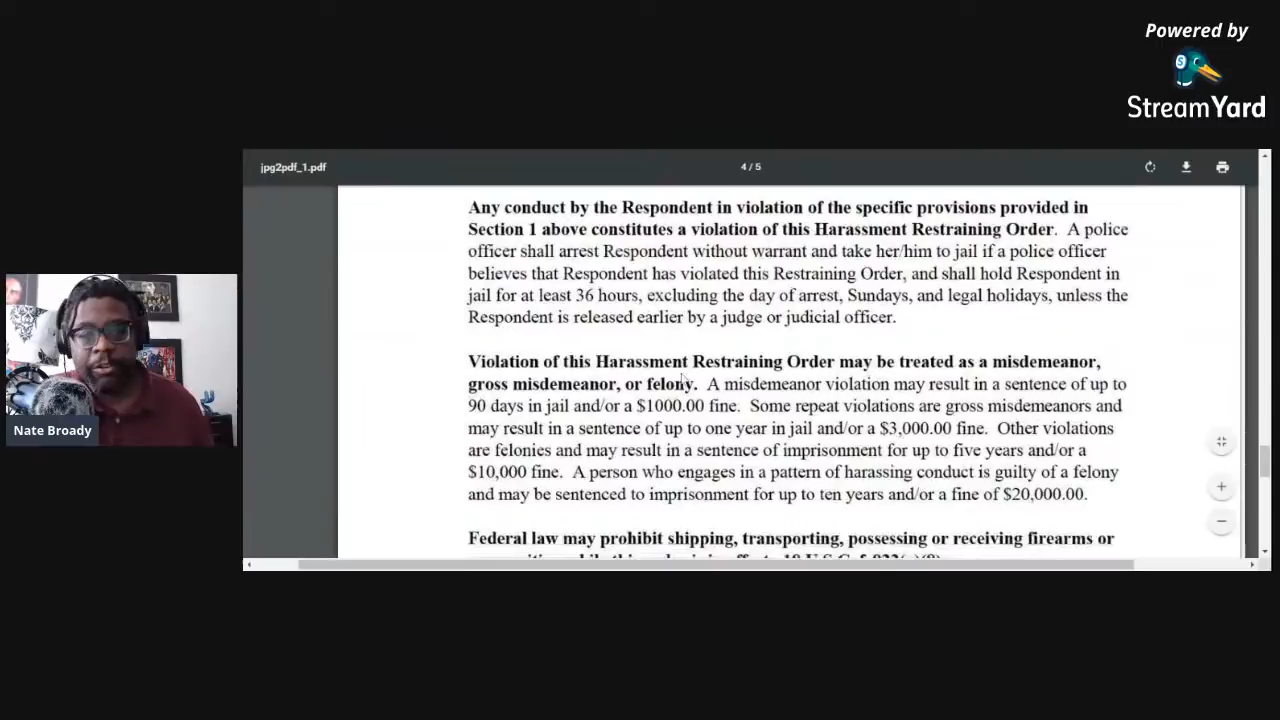 Powered by
StreamYard
jpg2pdf_1.pdf
4 / 5
Any conduct by the Respondent in violation of the specific provisions provided in
Section 1 above constitutes a violation of this Harassment Restraining Order. A police
officer shall arrest Respondent without warrant and take her/him to jail if a police officer
believes that Respondent has violated this Restraining Order, and shall hold Respondent in
jail for at least 36 hours, excluding the day of arrest, Sundays, and legal holidays, unless the
Respondent is released earlier by a judge or judicial officer.
Violation of this Harassment Restraining Order may be treated as a misdemeanor,
gross misdemeanor, or felony. A misdemeanor violation may result in a sentence of up to
90 days in jail and/or a $1000.00 fine. Some repeat violations are gross misdemeanors and
may result in a sentence of up to one year in jail and/or a $3,000.00 fine. Other violations
are felonies and may result in a sentence of imprisonment for up to five years and/or a
$10,000 fine. A person who engages in a pattern of harassing conduct is guilty of a felony
and may be sentenced to imprisonment for up to ten years and/or a fine of $20,000.00.
Federal law may prohibit shipping, transporting, possessing or receiving firearms or
Nate Broady